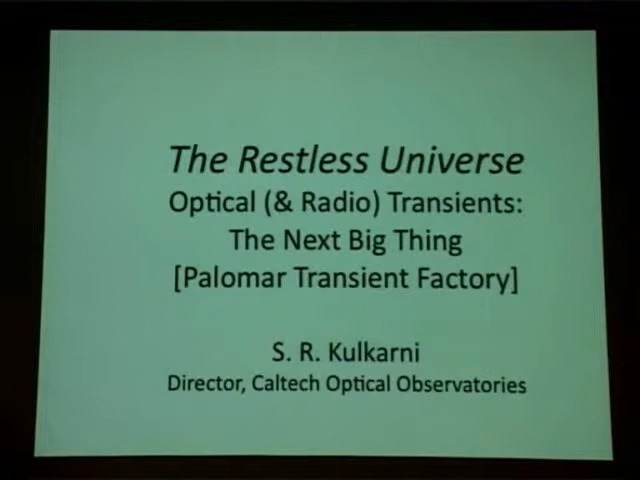 The Restless Universe
Optical (& Radio) Transients:
The Next Big Thing
[Palomar Transient Factory]
S. R. Kulkarni
Director, Caltech Optical Observatories